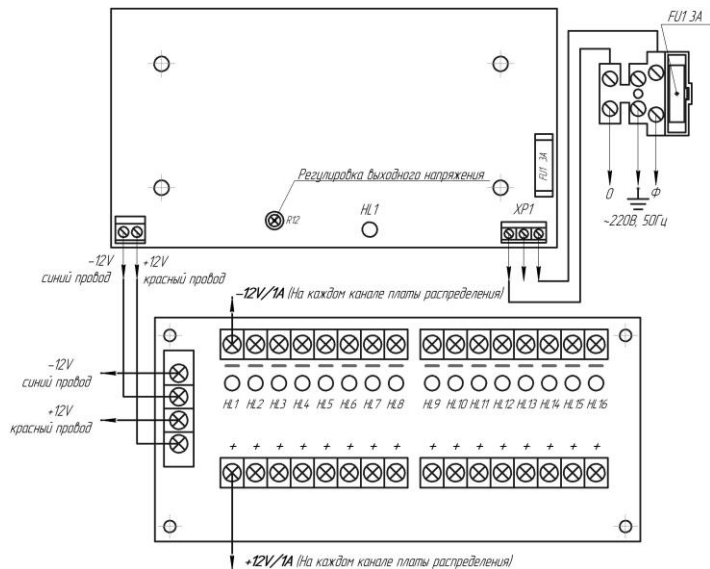 FU1 3A
FU1 3A
Регулировка выходного напряжения
R12
HL1
XP1
0
Ф
~220В, 50Гц
-12V
синий провод
+12V
красный провод
-12V/1A (На каждом канале платы распределения)
-12V
синий провод
+12V
красный провод
HL1 HL2 HL3 HL4 HL5 HL6 HL7 HL8 HL9 HL10 HL11 HL12 HL13 HL14 HL15 HL16
+ + + + + + + + + + + + + + + +
+12V/1A (На каждом канале платы распределения)